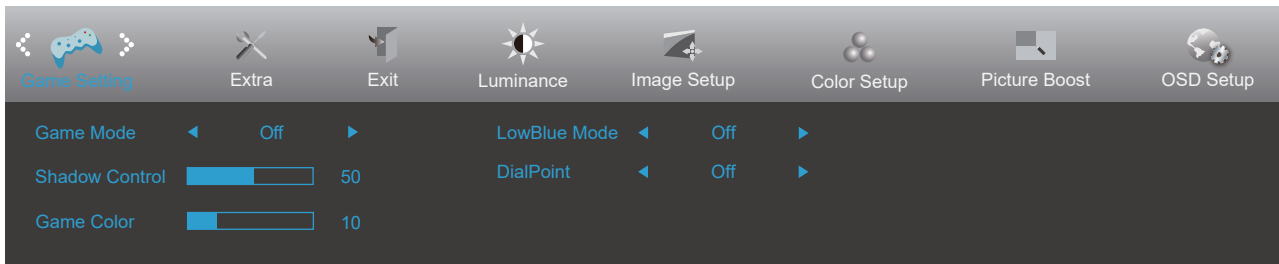 Game Setting Extra Exit Luminance Image Setup Color Setup Picture Boost OSD Setup
Game Mode Off LowBlue Mode Off
Shadow Control 50 DialPoint Off
Game Color 10